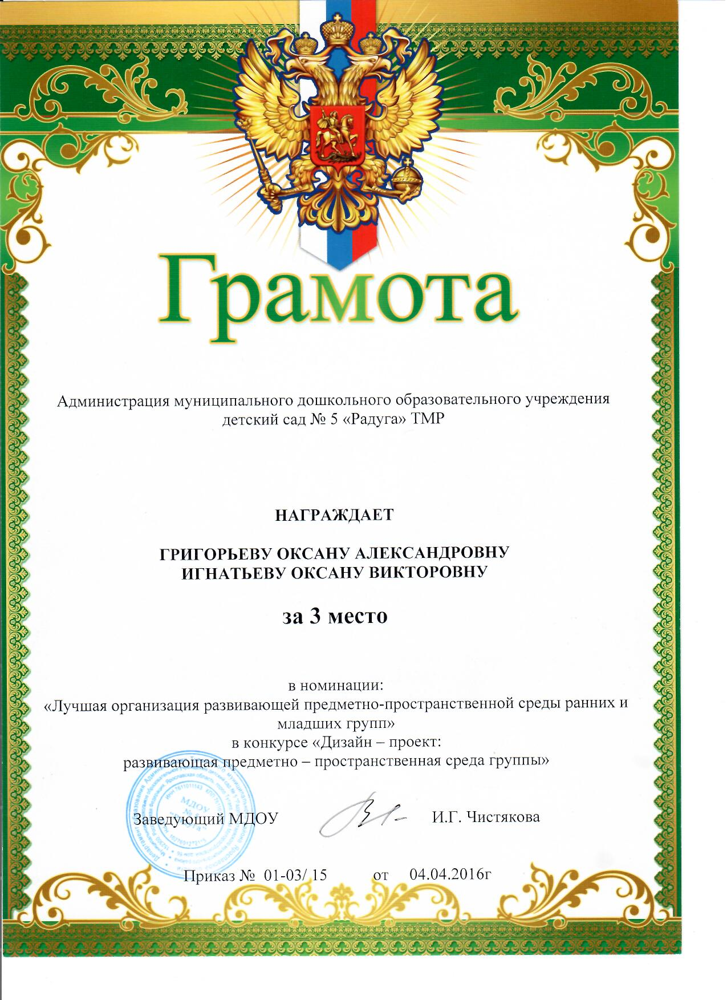 Грамота
Администрация муниципального дошкольного образовательного учреждения
детский сад № 5 «Радуга» ТМР
НАГРАЖДАЕТ
ГРИГОРЬЕВУ ОКСАНУ АЛЕКСАНДРОВНУ
ИГНАТЬЕВУ ОКСАНУ ВИКТОРОВНУ
за 3 место
в номинации:
«Лучшая организация развивающей предметно-пространственной среды ранних и
младших групп»
в конкурсе «Дизайн – проект:
развивающая предметно – пространственная среда группы»
МДОУ
Заведующий МДОУ И.Г. Чистякова
Приказ № 01-03/ 15 от 04.04.2016г